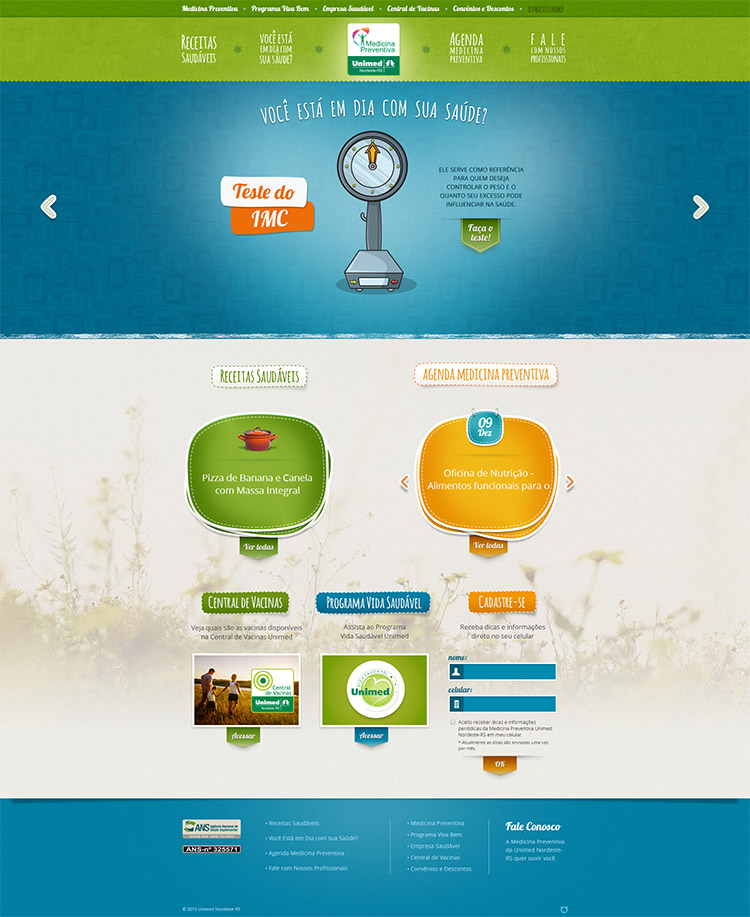 Medicina Preventiva • Programa Viva Bem • Empresa Saudável • Central de Vacinas • Convênios e Descontos •
Receitas Saudáveis
VOCÊ ESTÁ EM DIA COM SUA SAÚDE?
Medicina Preventiva
Unimed
Nordeste-RS
AGENDA MEDICINA PREVENTIVA
FALE COM NOSSOS PROFISSIONAIS
VOCÊ ESTÁ EM DIA COM SUA SAÚDE?
Teste do
IMC
ELE SERVE COMO REFERÊNCIA
PARA QUEM DESEJA
CONTROLAR O PESO E O
QUANTO SEU EXCESSO PODE
INFLUENCIAR NA SAÚDE.
Faça o
teste!
Receitas Saudáveis
AGENDA MEDICINA PREVENTIVA
Pizza de Banana e Canela
com Massa Integral
Ver todas
09
Dez
Oficina de Nutrição -
Alimentos funcionais para o
Ver todas
Central de Vacinas
Veja quais são as vacinas disponíveis
na Central de Vacinas Unimed
Central
de Vacinas
Unimed
Nordeste-RS
Acessar
Programa Vida Saudável
Assista ao Programa
Vida Saudável Unimed
VIDA SAUDÁVEL
Unimed
Acessar
Cadastre-se
Receba dicas e informações
direto no seu celular
nome:
celular:
Aceito receber dicas e informações
periódicas da Medicina Preventiva Unimed
Nordeste-RS em meu celular.
* Atualmente as dicas são enviadas uma vez
por mês.
OK
ANS Agência Nacional de
Saúde Suplementar
ANS-nº 325571
• Receitas Saudáveis
• Você Está em Dia com sua Saúde?
• Agenda Medicina Preventiva
• Fale com Nossos Profissionais
• Medicina Preventiva
• Programa Viva Bem
• Empresa Saudável
• Central de Vacinas
• Convênios e Descontos
Fale Conosco
A Medicina Preventiva
da Unimed Nordeste-
RS quer ouvir você.
© 2013 Unimed Nordeste-RS